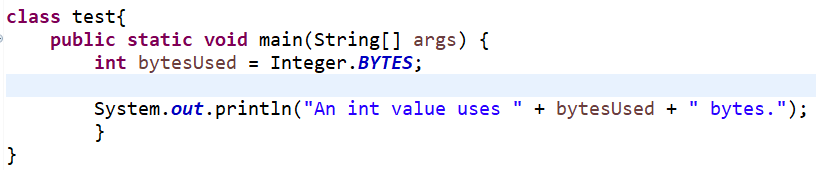 class test{
    public static void main(String[] args) {
        int bytesUsed = Integer.BYTES;
        System.out.println("An int value uses " + bytesUsed + " bytes.");
        }
}